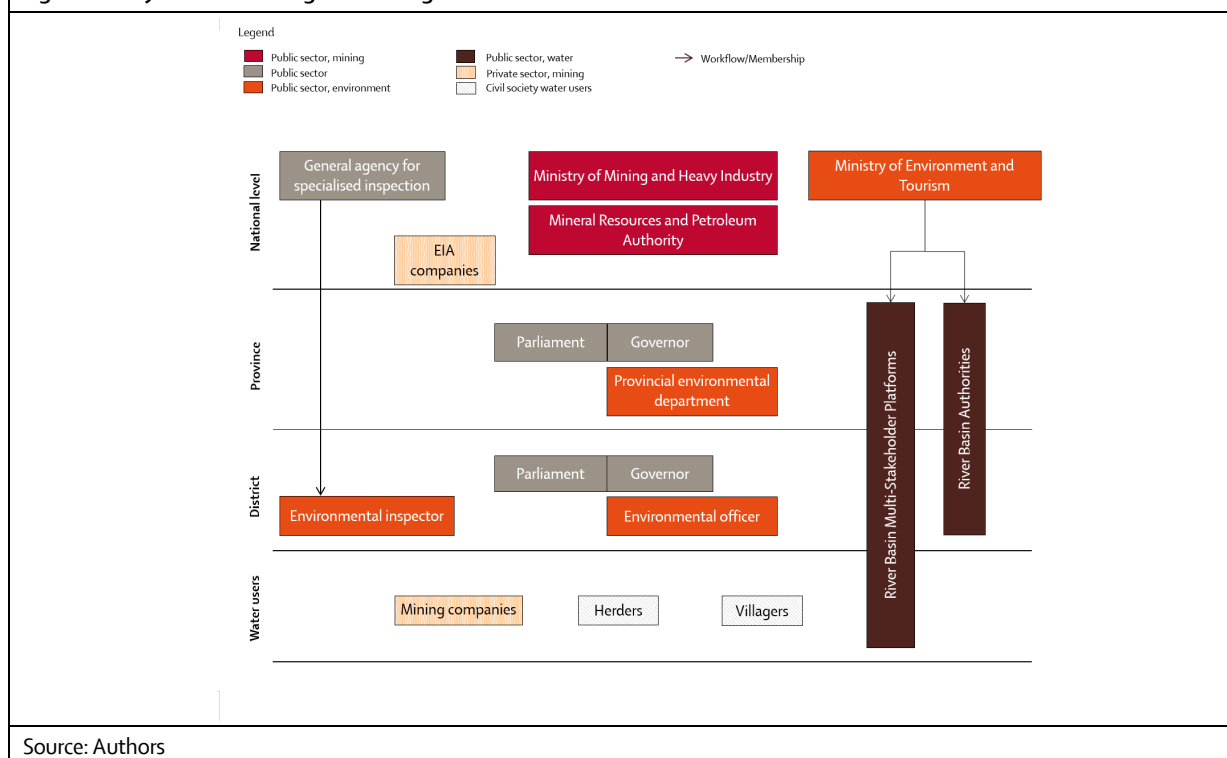 Legend
Public sector, mining
Public sector
Public sector, environment
Public sector, water
Private sector, mining
Civil society water users
Workflow/Membership
National level
General agency for
specialised inspection
Ministry of Mining and Heavy Industry
Ministry of Environment and
Tourism
Mineral Resources and Petroleum
Authority
EIA
companies
Province
Parliament
Governor
Provincial environmental
department
River Basin Multi-Stakeholder Platforms
River Basin Authorities
District
Parliament
Governor
Environmental inspector
Environmental officer
Water users
Mining companies
Herders
Villagers
Source: Authors